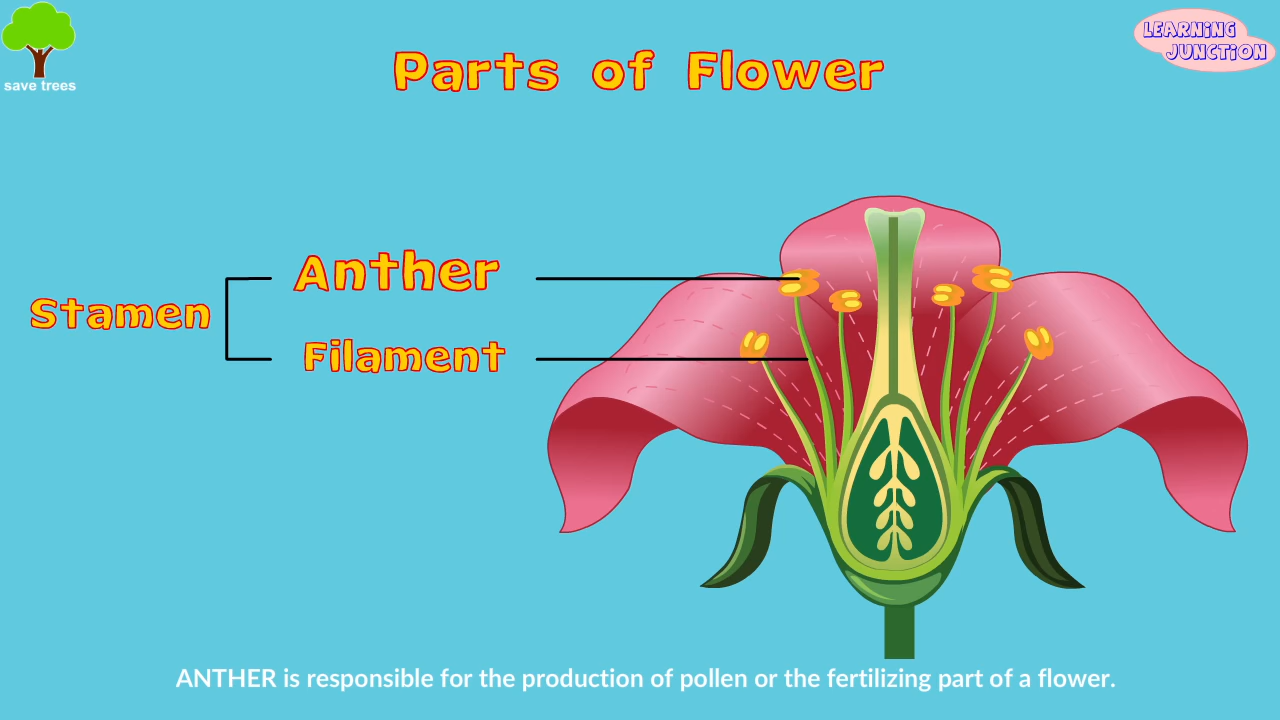 save trees
LEARNING
JUNCTION
Parts of Flower
Anther
Stamen
Filament
ANTHER is responsible for the production of pollen or the fertilizing part of a flower.